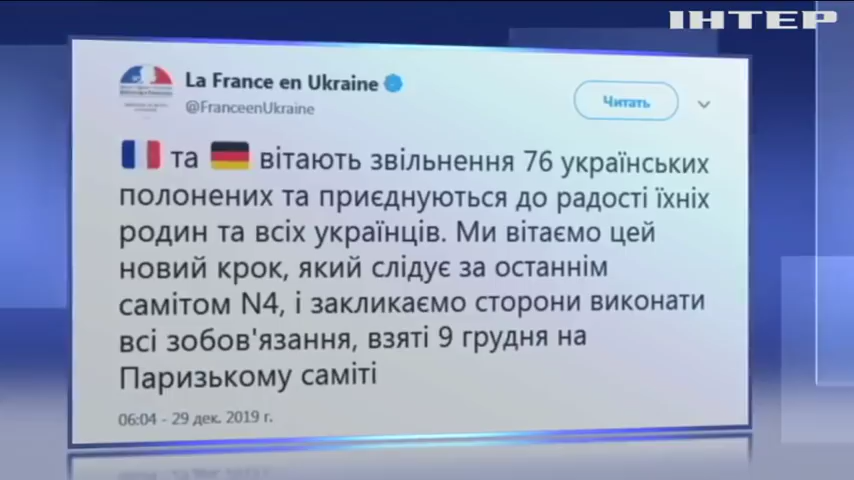 ІНТЕР
La France en Ukraine
@FranceenUkraine
Читать
та вітають звільнення 76 українських
полонених та приєднуються до радості їхніх
родин та всіх українців. Ми вітаємо цей
новий крок, який слідує за останнім
самітом N4, і закликаємо сторони виконати
всі зобов'язання, взяті 9 грудня на
Паризькому саміті
06:04 - 29 дек. 2019 г.